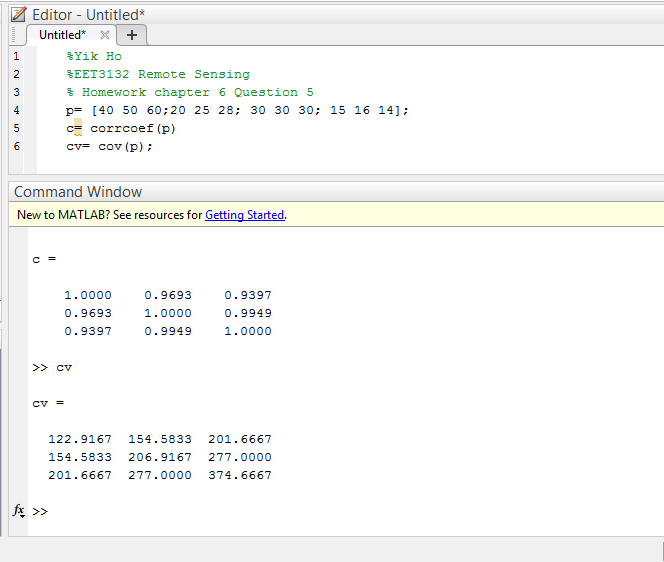 Editor - Untitled*
Untitled* × +
1 %Yik Ho
2 %EET3132 Remote Sensing
3 % Homework chapter 6 Question 5
4 p= [40 50 60;20 25 28; 30 30 30; 15 16 14];
5 c= corrcoef(p)
6 cv= cov(p);
Command Window
New to MATLAB? See resources for Getting Started.
c =
1.0000 0.9693 0.9397
0.9693 1.0000 0.9949
0.9397 0.9949 1.0000
>> cv
cv =
122.9167 154.5833 201.6667
154.5833 206.9167 277.0000
201.6667 277.0000 374.6667
fx >>